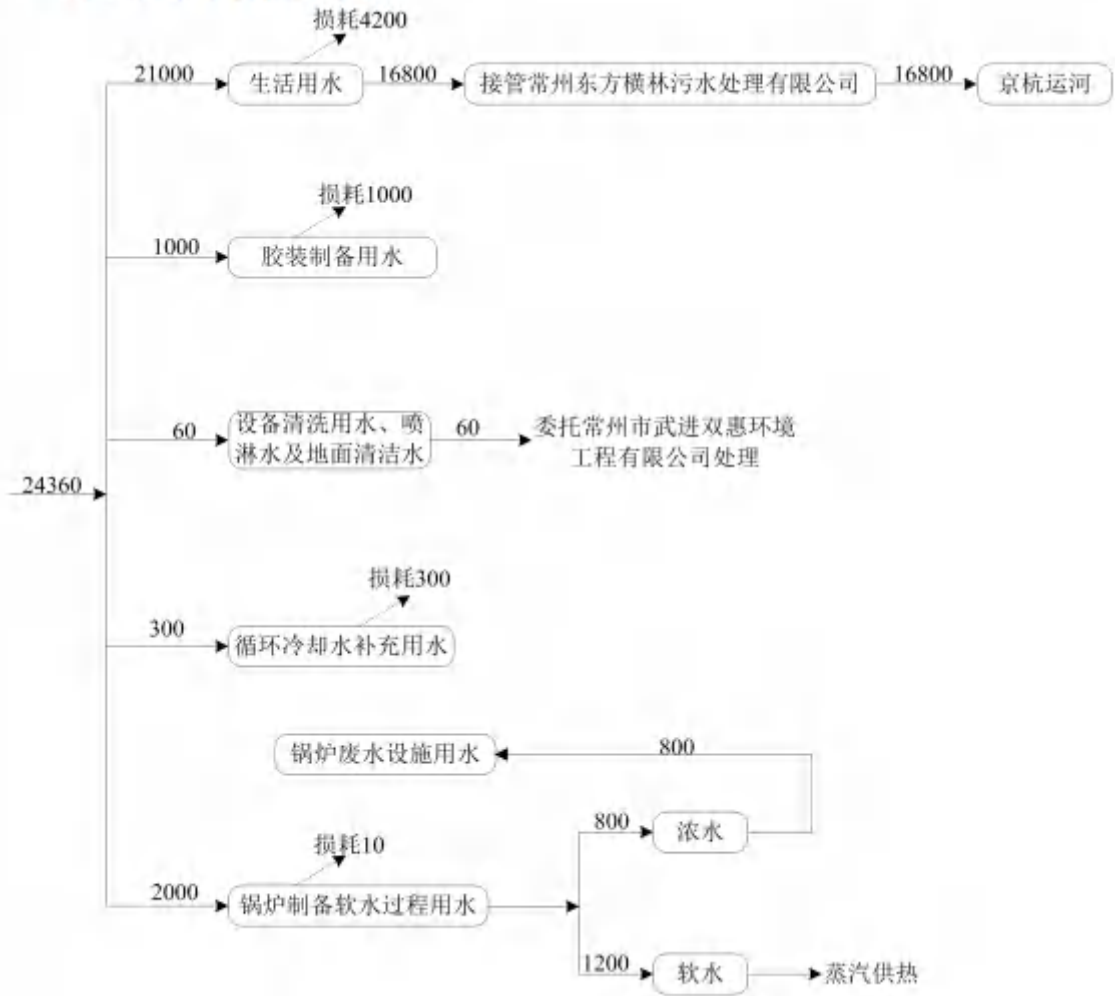 损耗4200
21000
生活用水
16800
接管常州东方横林污水处理有限公司
16800
京杭运河
损耗1000
1000
胶装制备用水
60
设备清洗用水、喷
淋水及地面清洁水
60
委托常州市武进双惠环境
工程有限公司处理
24360
损耗300
300
循环冷却水补充用水
锅炉废水设施用水
800
800
浓水
损耗10
2000
锅炉制备软水过程用水
1200
软水
蒸汽供热